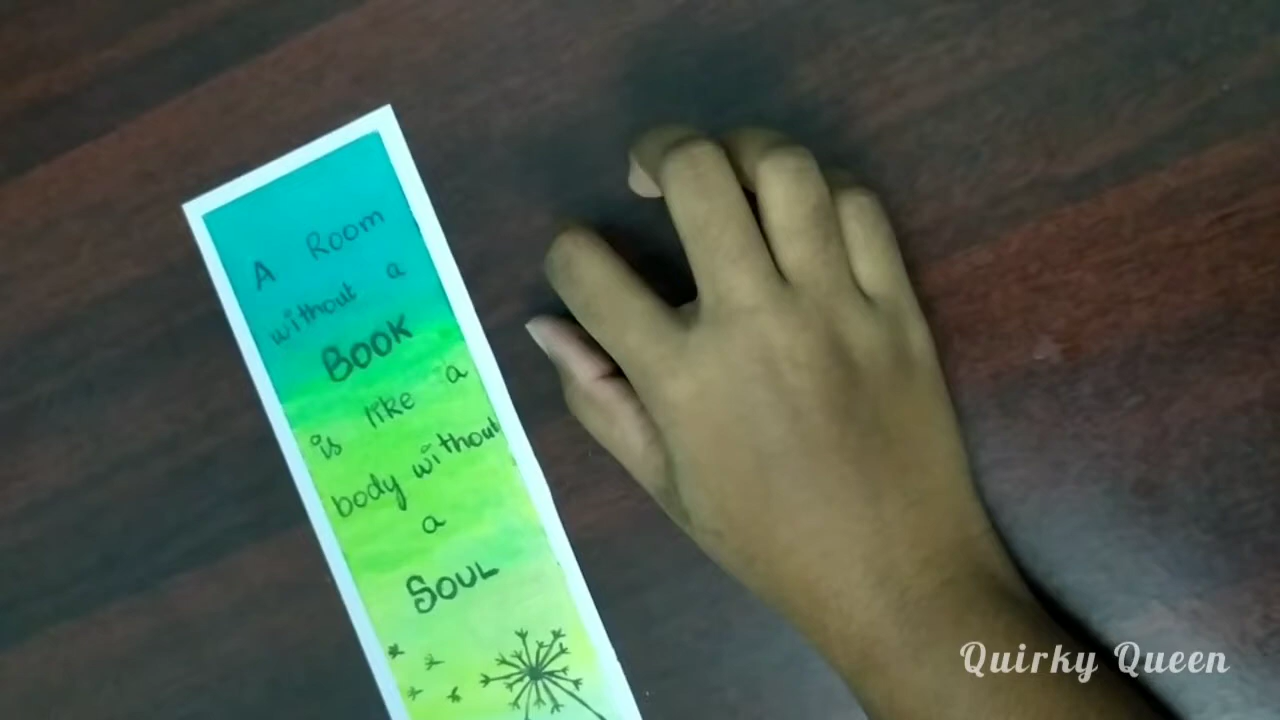 A Room
without a
BOOK
is like a
body without
a
SOUL
Quirky Queen